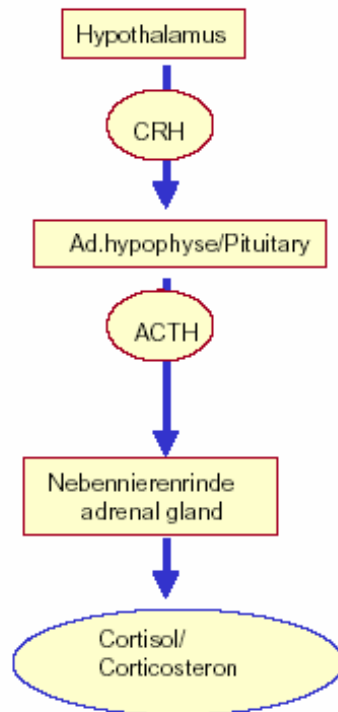 Hypothalamus
CRH
Ad.hypophyse/Pituitary
ACTH
Nebennierenrinde
adrenal gland
Cortisol/
Corticosteron